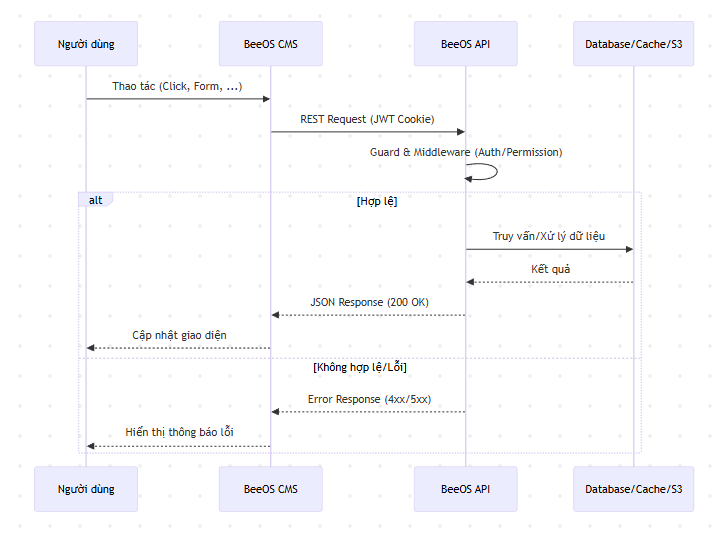 Người dùng
BeeOS CMS
BeeOS API
Database/Cache/S3
Thao tác (Click, Form, ...)
REST Request (JWT Cookie)
Guard & Middleware (Auth/Permission)
alt
[Hợp lệ]
Truy vấn/Xử lý dữ liệu
Kết quả
JSON Response (200 OK)
Cập nhật giao diện
[Không hợp lệ/Lỗi]
Error Response (4xx/5xx)
Hiển thị thông báo lỗi
Người dùng
BeeOS CMS
BeeOS API
Database/Cache/S3